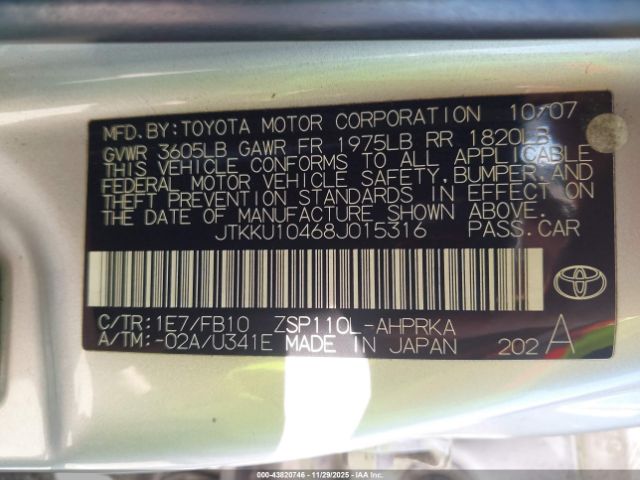 MFD.BY:TOYOTA MOTOR CORPORATION 10/07
GVWR 3605LB GAWR FR 1975LB RR 1820LB
THIS VEHICLE CONFORMS TO ALL APPLICABLE
FEDERAL MOTOR VEHICLE SAFETY,BUMPER,AND
THEFT PREVENTION STANDARDS IN EFFECT ON
THE DATE OF MANUFACTURE SHOWN ABOVE.
JTKKU10468J015316 PASS.CAR
C/TR:1E7/FB10 ZSP110L-AHPRKA
A/TM:-02A/U341E MADE IN JAPAN 202 A
000-43820746 - 11/29/2025 - IAA Inc.